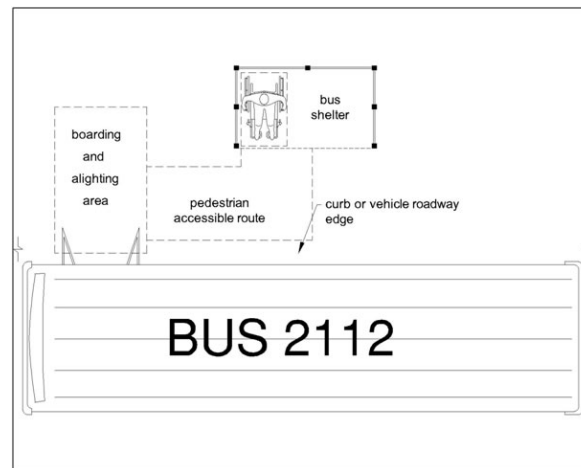 bus
shelter
boarding
and
alighting
area
pedestrian
accessible route
curb or vehicle roadway
edge
BUS 2112